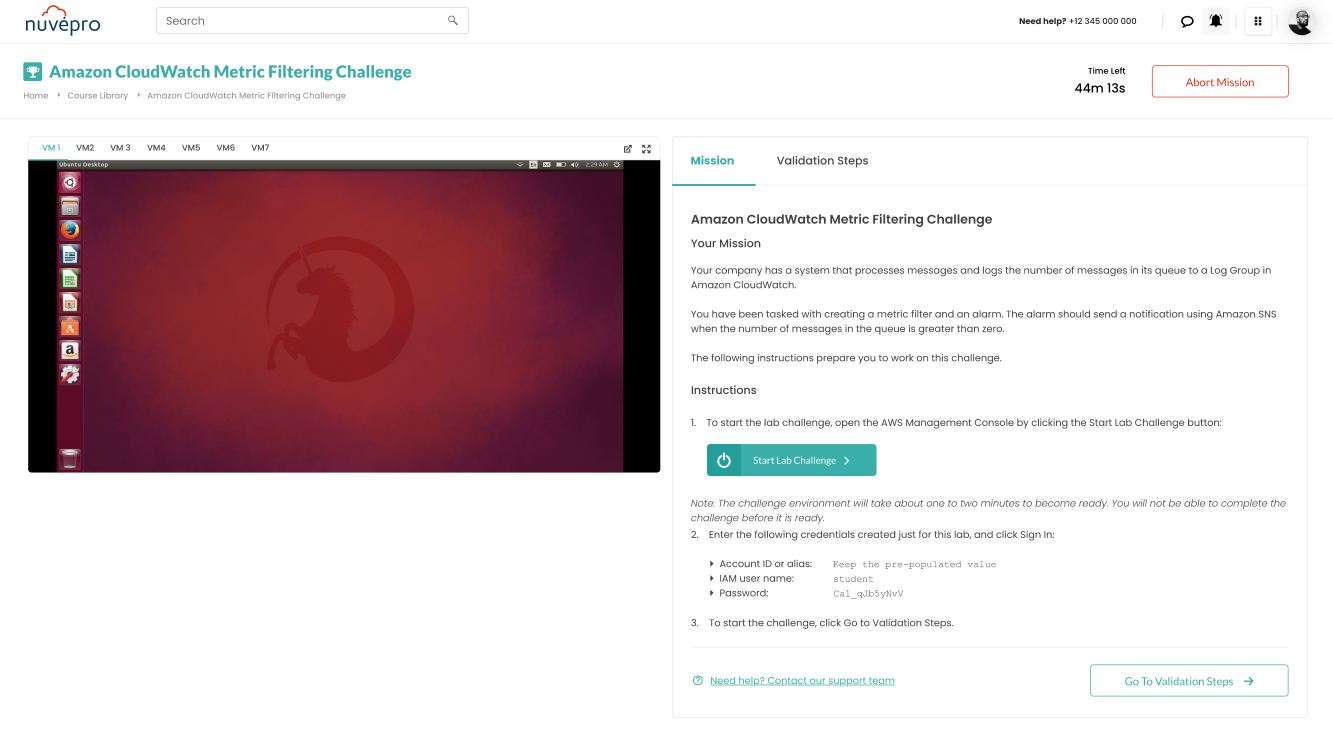 nuvépro
Search
Need help? +12 345 000 000
Amazon CloudWatch Metric Filtering Challenge
Home
Course Library
Amazon CloudWatch Metric Filtering Challenge
Time Left
44m 13s
Abort Mission
VM 1 VM2 VM 3 VM4 VM5 VM6 VM7
Ubuntu Desktop
En
2:29 AM
a
Mission
Validation Steps
Amazon CloudWatch Metric Filtering Challenge
Your Mission
Your company has a system that processes messages and logs the number of messages in its queue to a Log Group in
Amazon CloudWatch.
You have been tasked with creating a metric filter and an alarm. The alarm should send a notification using Amazon SNS
when the number of messages in the queue is greater than zero.
The following instructions prepare you to work on this challenge.
Instructions
1. To start the lab challenge, open the AWS Management Console by clicking the Start Lab Challenge button:
Start Lab Challenge
Note: The challenge environment will take about one to two minutes to become ready. You will not be able to complete the
challenge before it is ready.
2. Enter the following credentials created just for this lab, and click Sign In:
Account ID or alias: Keep the pre-populated value
IAM user name: student
Password: Ca1_qJb5yNvV
3. To start the challenge, click Go to Validation Steps.
Need help? Contact our support team
Go To Validation Steps